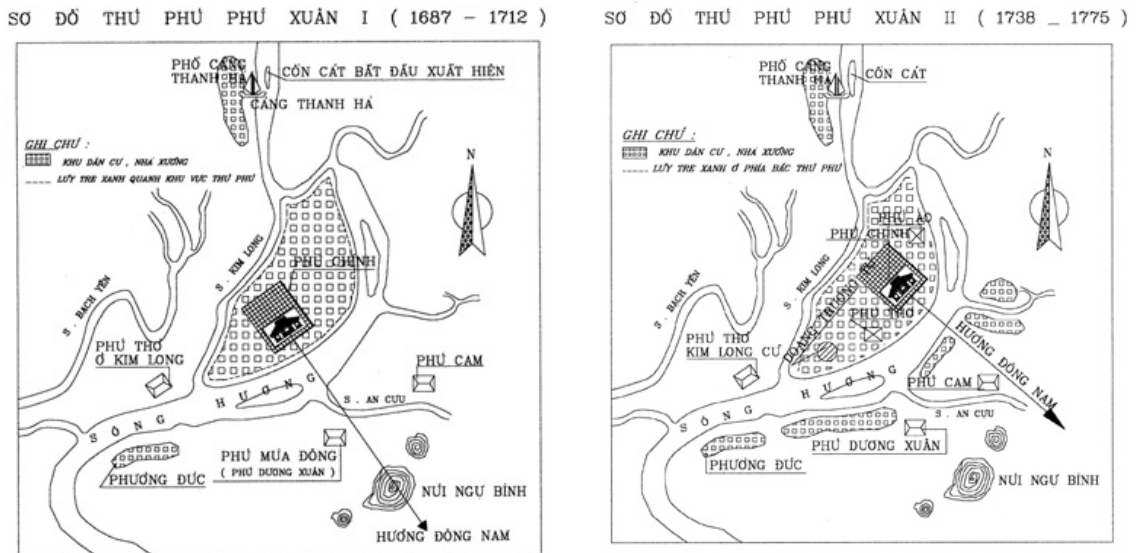 SƠ ĐỒ THỦ PHỦ PHÚ XUÂN I ( 1687 - 1712 )
PHỐ CẢNG
THANH HÀ
CỒN CÁT BẮT ĐẦU XUẤT HIỆN
CẢNG THANH HÀ
GHI CHÚ :
KHU DÂN CƯ , NHÀ XƯỞNG
LŨY TRE XANH QUANH KHU VỰC THỦ PHỦ
N
S . KIM LONG
PHỦ CHÍNH
S . BẠCH YẾN
PHỦ THỜ
Ở KIM LONG
PHỦ CAM
SÔNG HƯƠNG
S . AN CỰU
PHỦ MÙA ĐÔNG
( PHỦ DƯƠNG XUÂN )
PHƯỜNG ĐÚC
NÚI NGỰ BÌNH
HƯỚNG ĐÔNG NAM
SƠ ĐỒ THỦ PHỦ PHÚ XUÂN II ( 1738 _ 1775 )
PHỐ CẢNG
THANH HÀ
CỒN CÁT
GHI CHÚ :
KHU DÂN CƯ , NHÀ XƯỞNG
LŨY TRE XANH Ở PHÍA BẮC THỦ PHỦ
N
PHỦ ÁO
PHỦ CHÍNH
S . KIM LONG
S . BẠCH YẾN
PHỦ THỜ
PHỦ THỜ
KIM LONG CŨ
HƯỚNG ĐÔNG NAM
PHỦ CAM
SÔNG HƯƠNG
S . AN CỰU
PHỦ DƯƠNG XUÂN
PHƯỜNG ĐÚC
NÚI NGỰ BÌNH